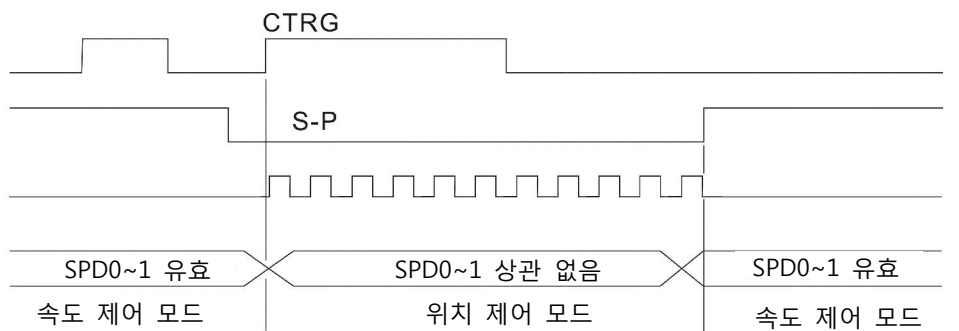 CTRG
S-P
SPD0~1 유효
SPD0~1 상관 없음
SPD0~1 유효
속도 제어 모드
위치 제어 모드
속도 제어 모드